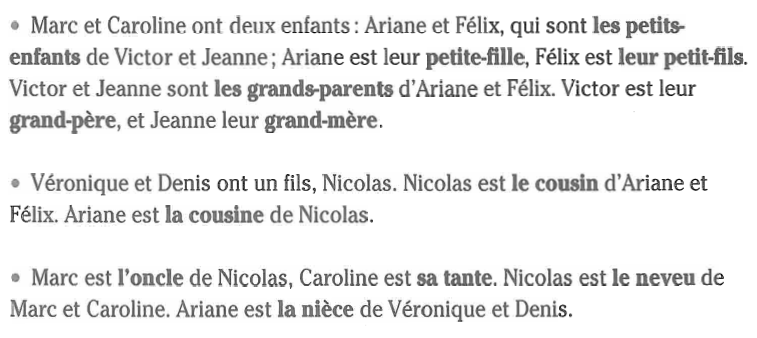 • Marc et Caroline ont deux enfants : Ariane et Félix, qui sont les petits-
enfants de Victor et Jeanne ; Ariane est leur petite-fille, Félix est leur petit-fils.
Victor et Jeanne sont les grands-parents d'Ariane et Félix. Victor est leur
grand-père, et Jeanne leur grand-mère.
• Véronique et Denis ont un fils, Nicolas. Nicolas est le cousin d'Ariane et
Félix. Ariane est la cousine de Nicolas.
• Marc est l'oncle de Nicolas, Caroline est sa tante. Nicolas est le neveu de
Marc et Caroline. Ariane est la nièce de Véronique et Denis.